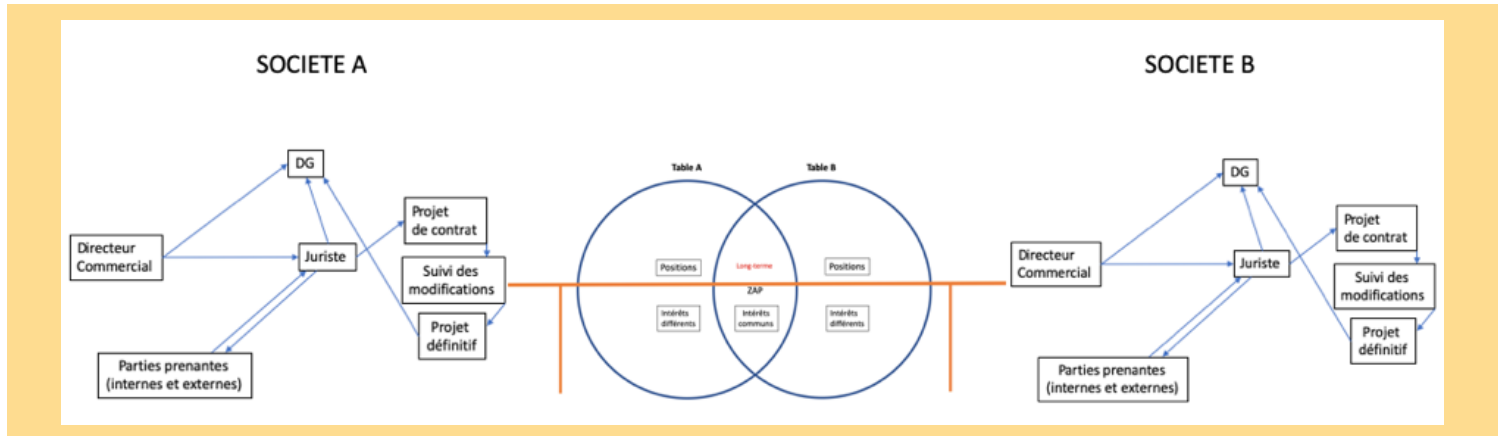 SOCIETE A
DG
Directeur
Commercial
Juriste
Projet
de contrat
Suivi des
modifications
Projet
définitif
Parties prenantes
(internes et externes)
Table A
Table B
Positions
Long-terme
Positions
ZAP
Intérêts
différents
Intérêts
communs
Intérêts
différents
SOCIETE B
DG
Directeur
Commercial
Juriste
Projet
de contrat
Suivi des
modifications
Projet
définitif
Parties prenantes
(internes et externes)